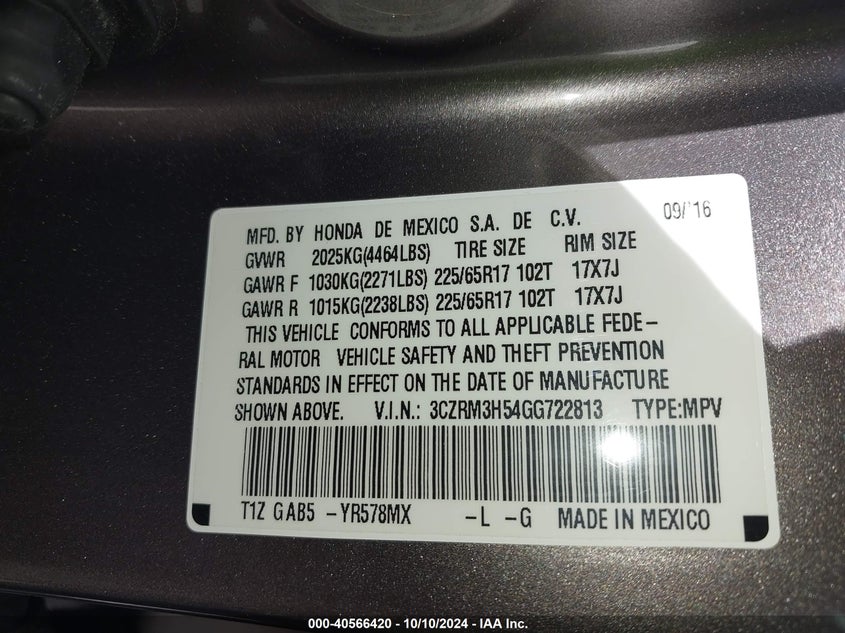 MFD. BY HONDA DE MEXICO S.A. DE C.V. 09/'16
GVWR 2025KG(4464LBS) TIRE SIZE RIM SIZE
GAWR F 1030KG(2271LBS) 225/65R17 102T 17X7J
GAWR R 1015KG(2238LBS) 225/65R17 102T 17X7J
THIS VEHICLE CONFORMS TO ALL APPLICABLE FEDE-
RAL MOTOR VEHICLE SAFETY AND THEFT PREVENTION
STANDARDS IN EFFECT ON THE DATE OF MANUFACTURE
SHOWN ABOVE. V.I.N.: 3CZRM3H54GG722813 TYPE:MPV
T1Z GAB5 -YR578MX -L -G MADE IN MEXICO
000-40566420 - 10/10/2024 - IAA Inc.